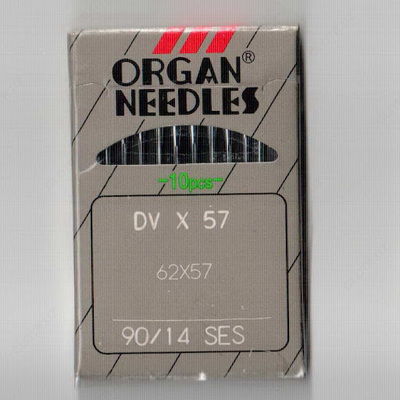 ORGAN®
NEEDLES
-10pcs-
DV X 57
62X57
90/14 SES